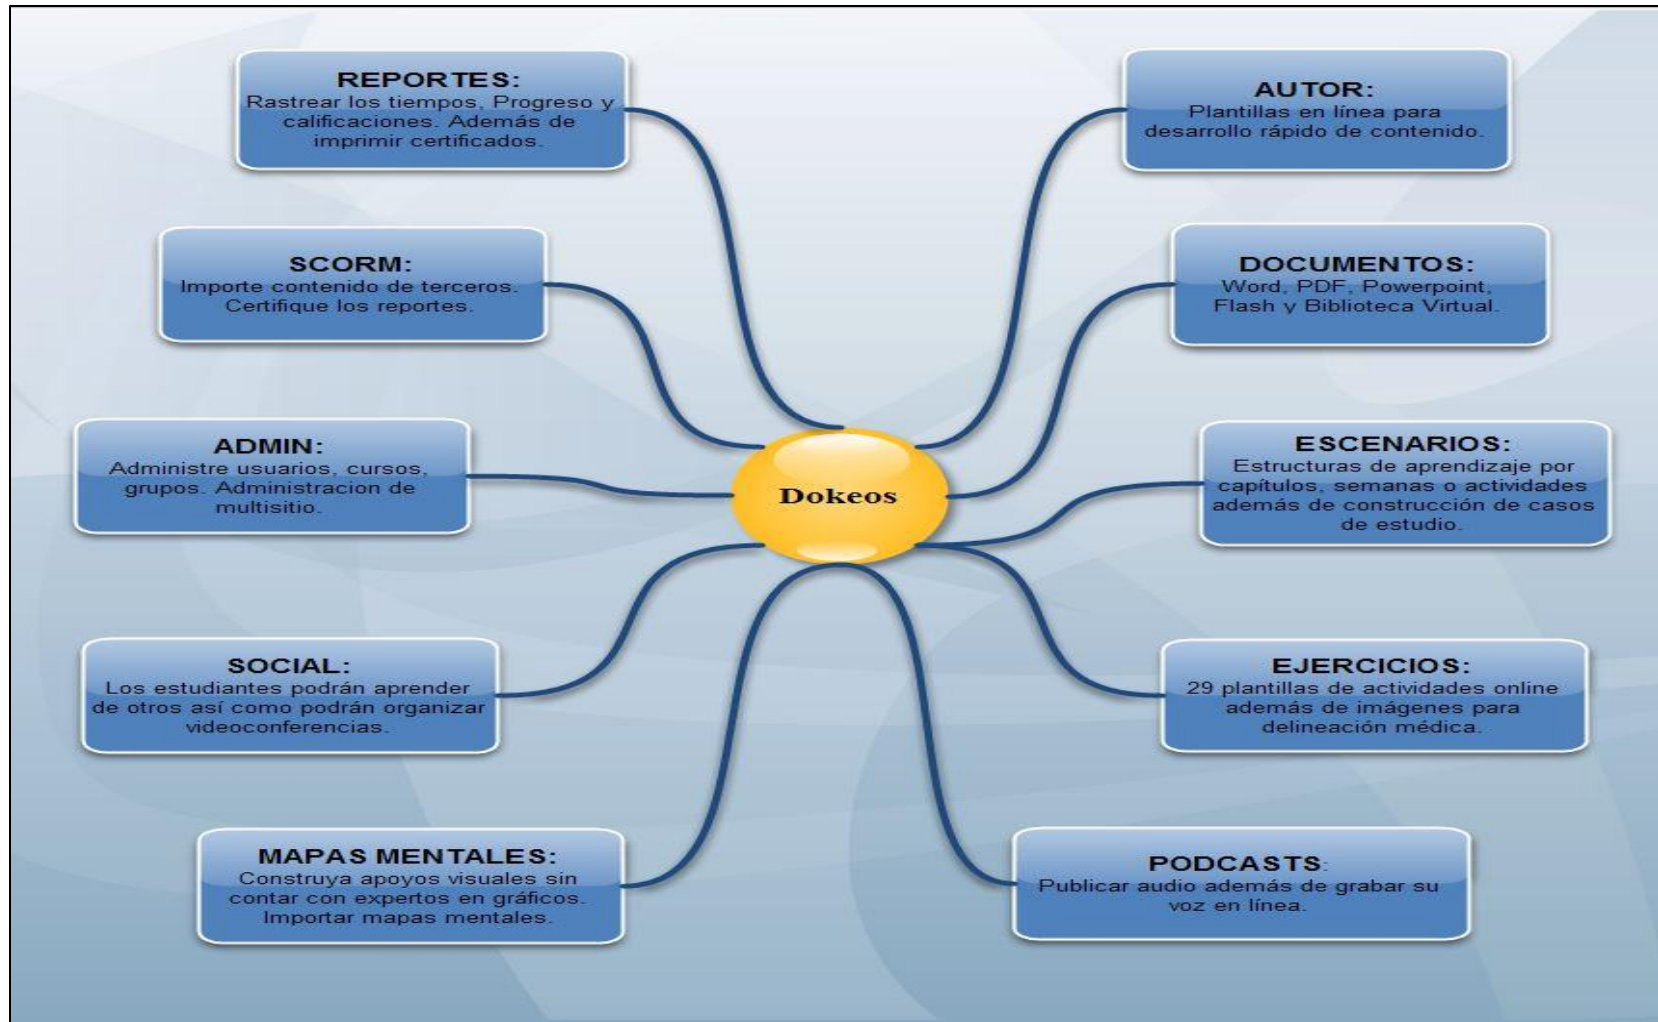 REPORTES:
Rastrear los tiempos, Progreso y
calificaciones. Además de
imprimir certificados.
SCORM:
Importe contenido de terceros.
Certifique los reportes.
ADMIN:
Administre usuarios, cursos,
grupos. Administracion de
multisitio.
SOCIAL:
Los estudiantes podrán aprender
de otros así como podrán organizar
videoconferencias.
MAPAS MENTALES:
Construya apoyos visuales sin
contar con expertos en gráficos.
Importar mapas mentales.
Dokeos
AUTOR:
Plantillas en línea para
desarrollo rápido de contenido.
DOCUMENTOS:
Word, PDF, Powerpoint,
Flash y Biblioteca Virtual.
ESCENARIOS:
Estructuras de aprendizaje por
capítulos, semanas o actividades
además de construcción de casos
de estudio.
EJERCICIOS:
29 plantillas de actividades online
además de imágenes para
delineación médica.
PODCASTS:
Publicar audio además de grabar su
voz en línea.